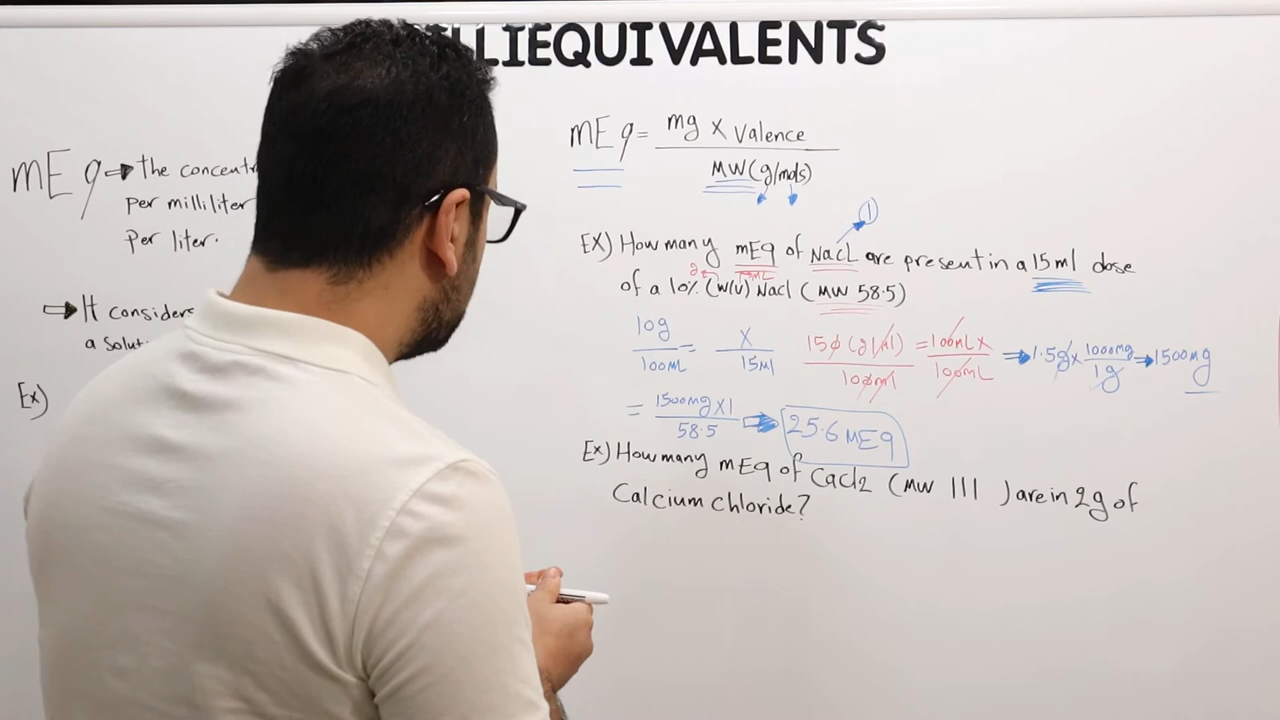 LLIEQUIVALENTS
mEq ⇒ the concent
per milliliter
per liter.
⇒ It considers
a solut
Ex)
mEq = mg X Valence
MW (g/mols)
1
EX) How many mEq of Nacl are present in a 15ml dose
of a 10% (w/v) Nacl (MW 58.5)
10g = X
100ML 15Ml
150 (g/ml) = 100mL X ⇒ 1.5g x 1000mg → 1500mg
100ml 100mL 1g
= 1500mg X 1 ⇒ 25.6 MEq
58.5
Ex) How many mEq of Cacl2 (MW 111 ) are in 2g of
Calcium chloride?